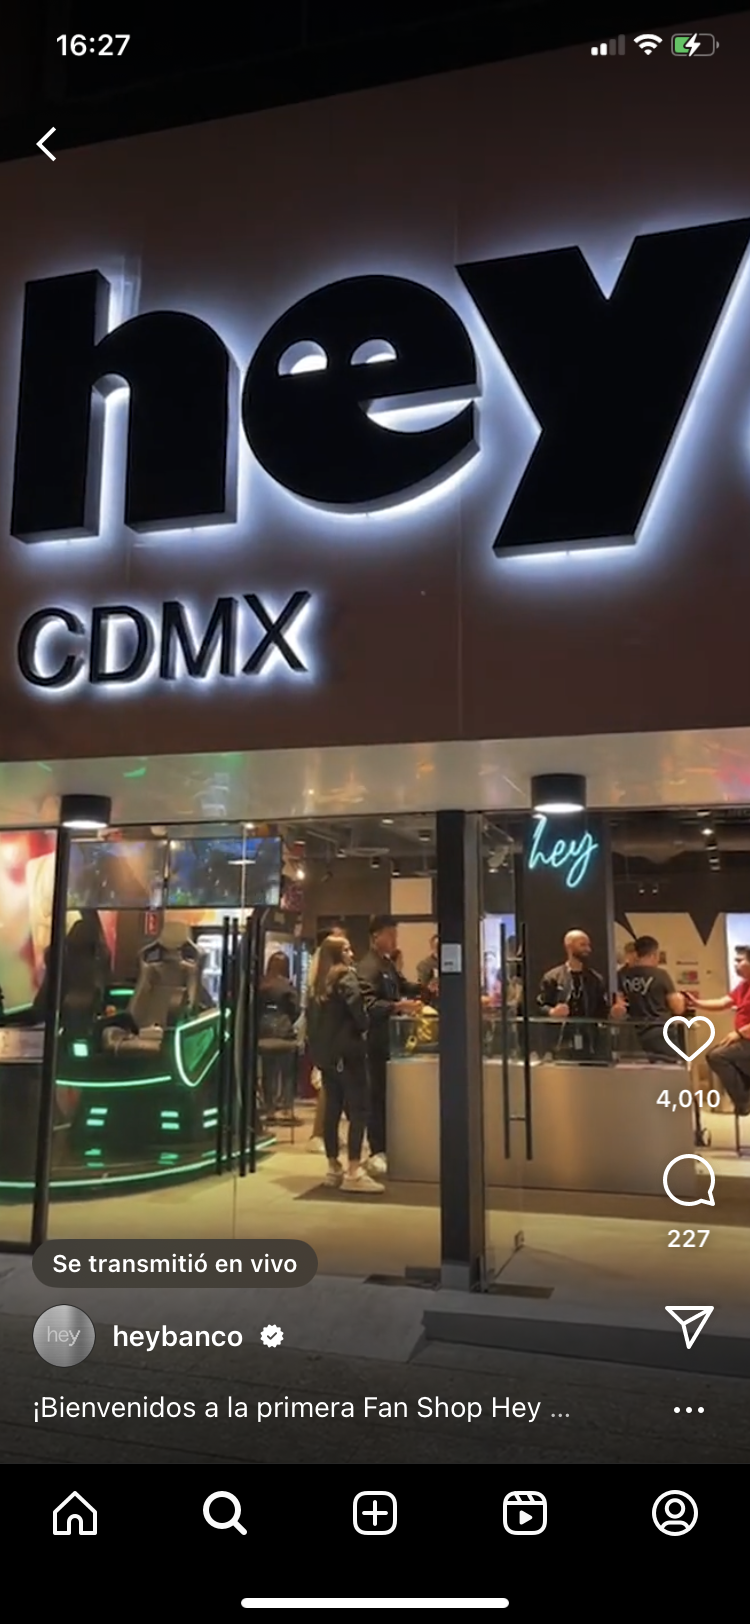 16:27
hey
CDMX
hey
hey
4,010
227
Se transmitió en vivo
hey
heybanco
¡Bienvenidos a la primera Fan Shop Hey ...